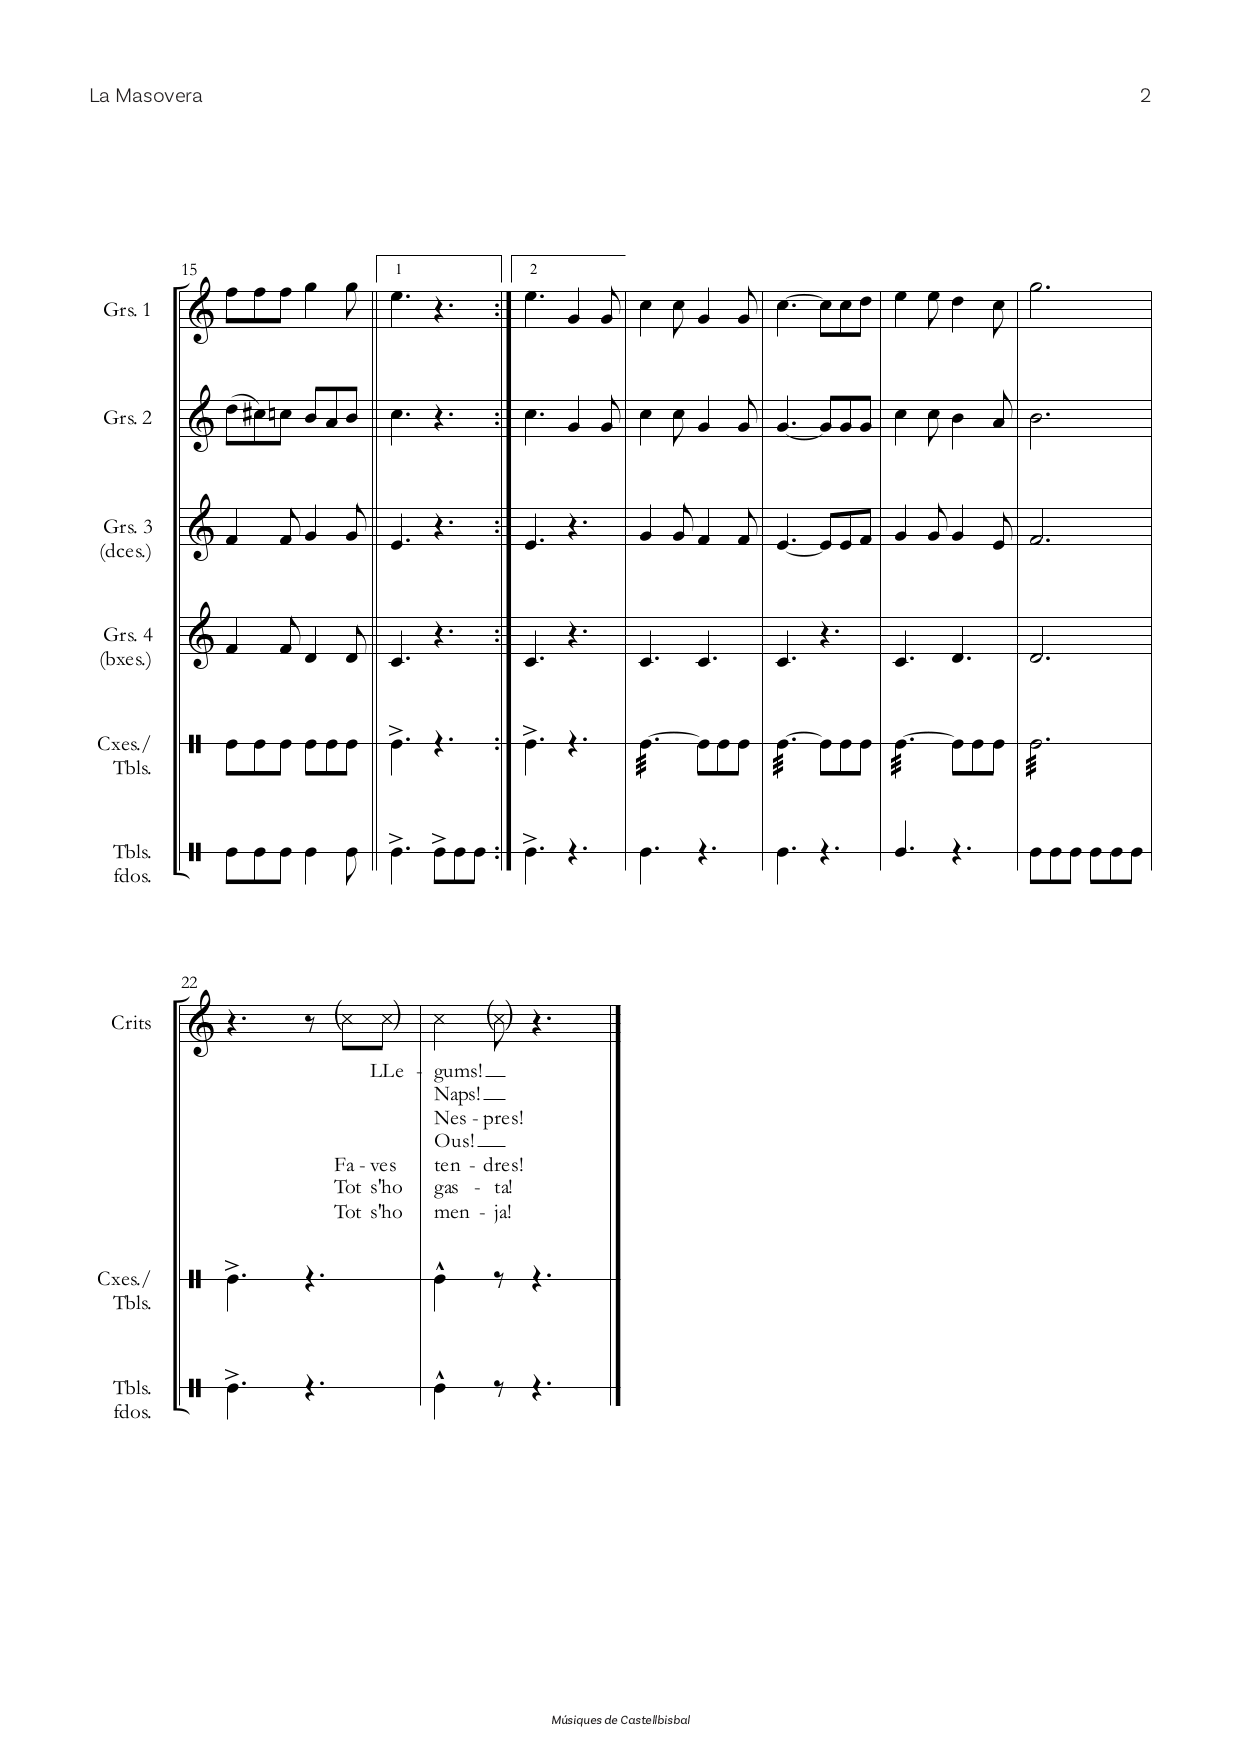 La Masovera 2
15 1 2
Grs. 1
Grs. 2
Grs. 3
(dces.)
Grs. 4
(bxes.)
Cxes./
Tbls.
Tbls.
fdos.
22
Crits
LLe - gums!
Naps!
Nes - pres!
Ous!
Fa - ves ten - dres!
Tot s'ho gas - ta!
Tot s'ho men - ja!
Cxes./
Tbls.
Tbls.
fdos.
Músiques de Castellbisbal